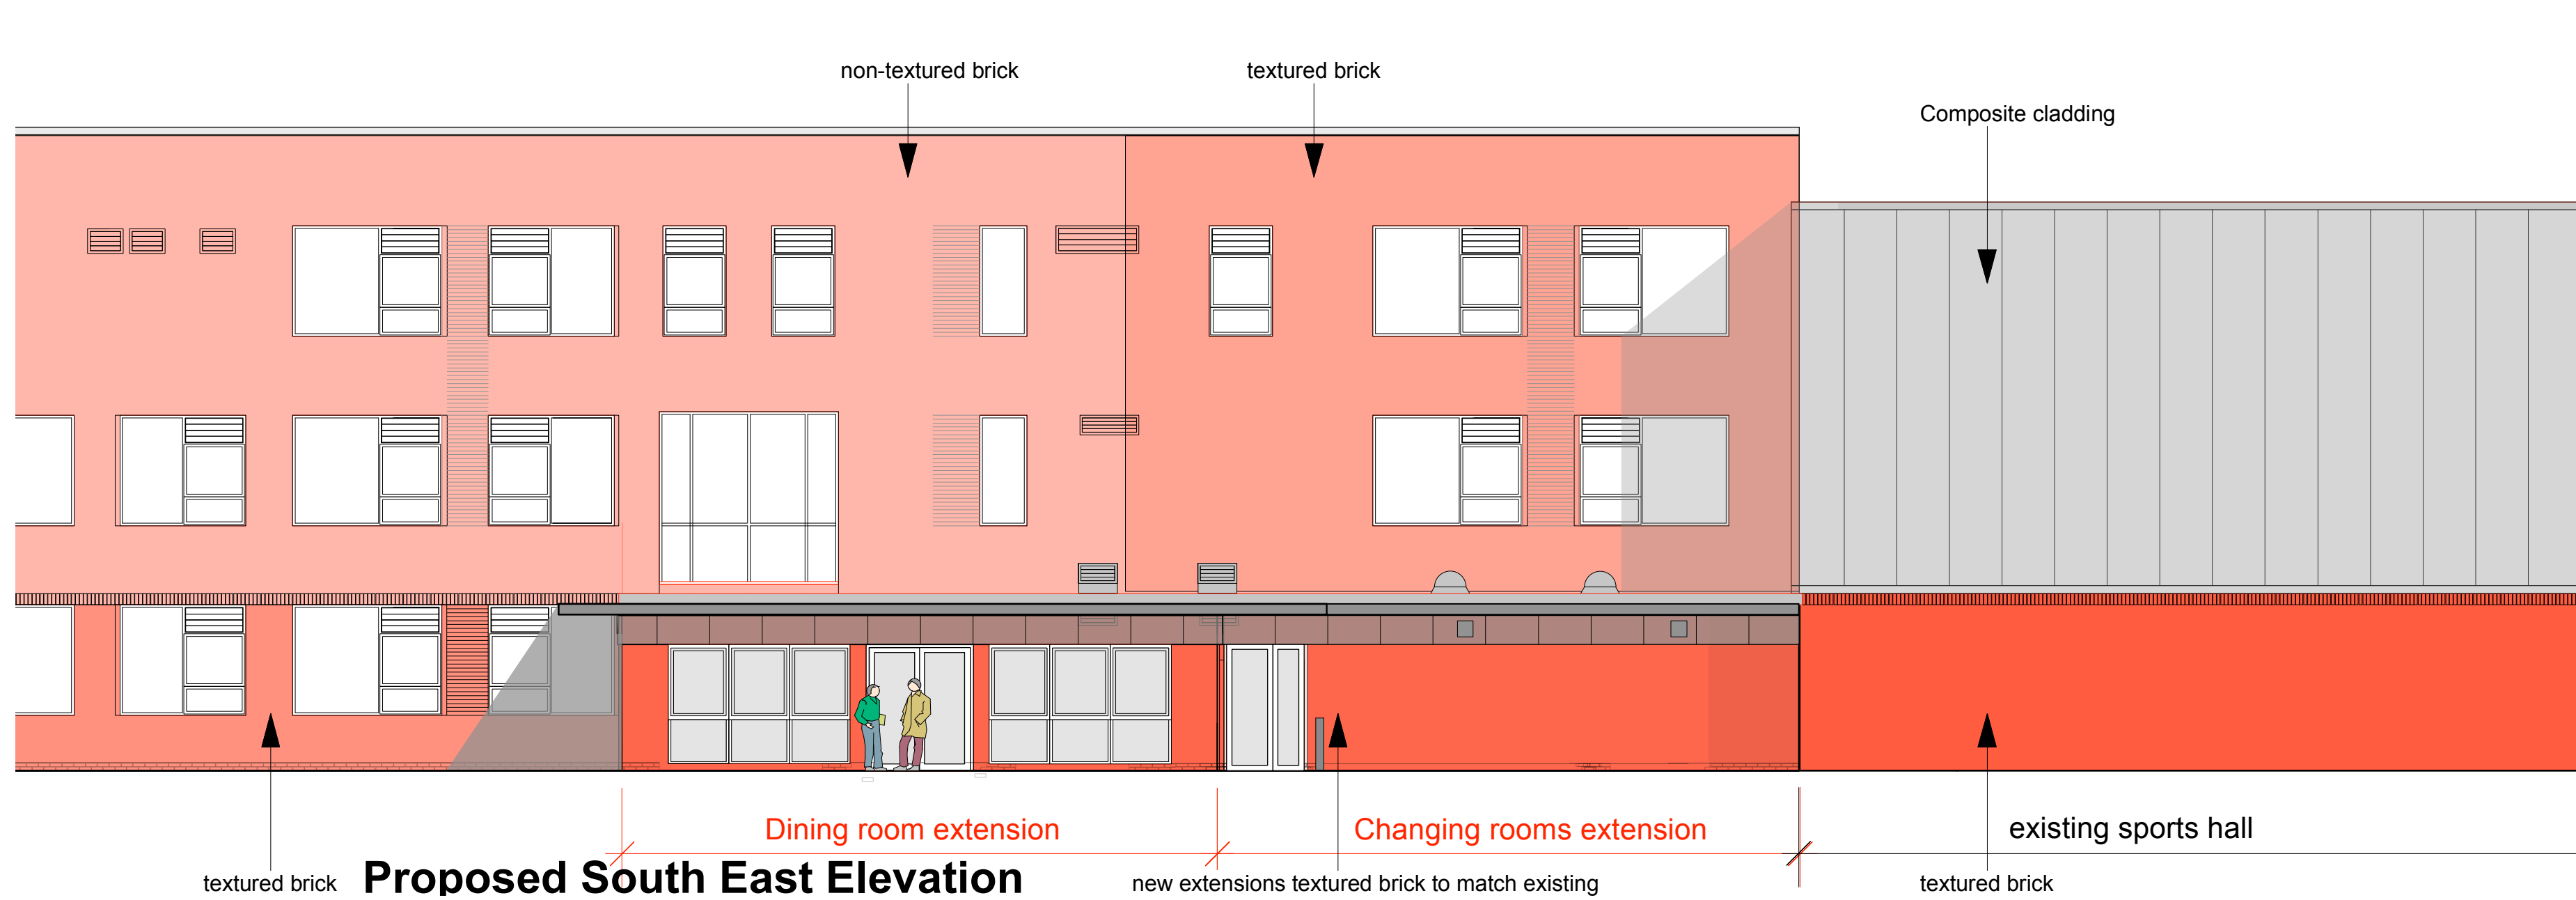 non-textured brick
textured brick
Composite cladding
Dining room extension
Changing rooms extension
existing sports hall
textured brick
Proposed South East Elevation
new extensions textured brick to match existing
textured brick